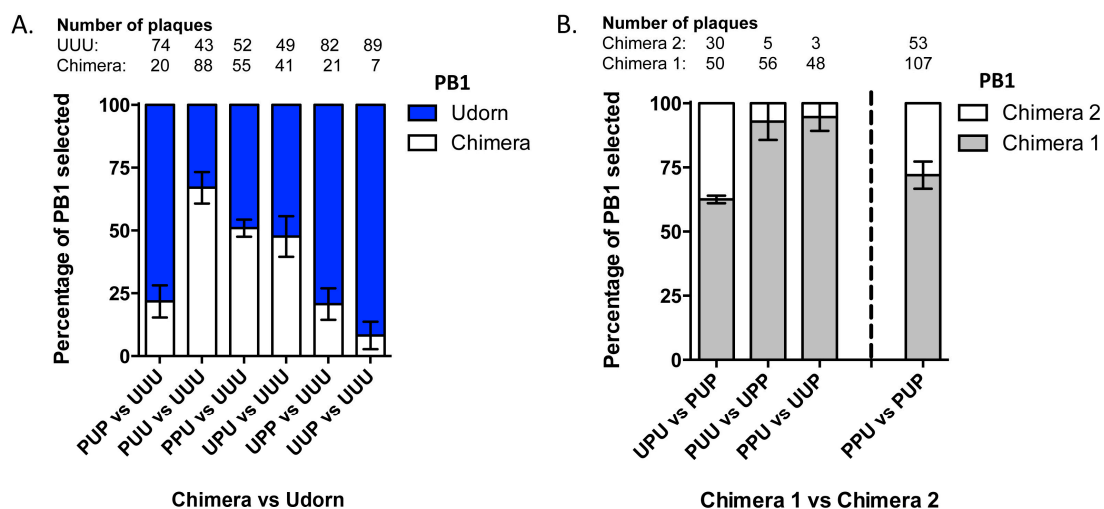 A.
Number of plaques
UUU: 74 43 52 49 82 89
Chimera: 20 88 55 41 21 7
PB1
Udorn
Chimera
Percentage of PB1 selected
100
75
50
25
0
PUP vs UUU
PUU vs UUU
PPU vs UUU
UPU vs UUU
UPP vs UUU
UUP vs UUU
Chimera vs Udorn
B.
Number of plaques
Chimera 2: 30 5 3 53
Chimera 1: 50 56 48 107
PB1
Chimera 2
Chimera 1
Percentage of PB1 selected
100
75
50
25
0
UPU vs PUP
PUU vs UPP
PPU vs UUP
PPU vs PUP
Chimera 1 vs Chimera 2